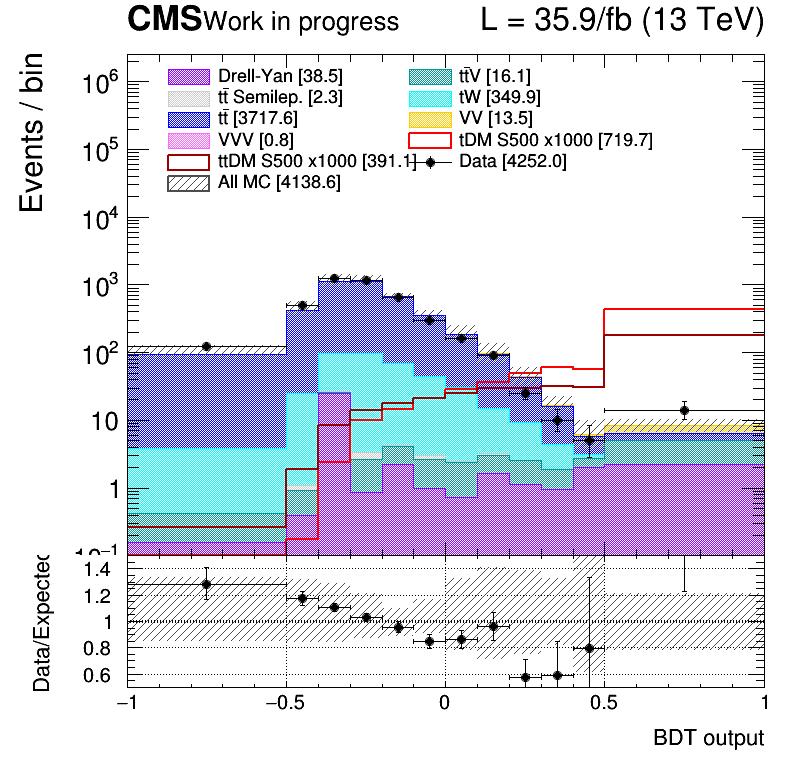 CMS Work in progress L = 35.9/fb (13 TeV)
Events / bin
Drell-Yan [38.5] tt̄V [16.1]
tt̄ Semilep. [2.3] tW [349.9]
tt̄ [3717.6] VV [13.5]
VVV [0.8] tDM S500 x1000 [719.7]
ttDM S500 x1000 [391.1] Data [4252.0]
All MC [4138.6]
10⁶
10⁵
10⁴
10³
10²
10
1
10⁻¹
Data/Expected
1.4
1.2
1
0.8
0.6
−1 −0.5 0 0.5 1
BDT output